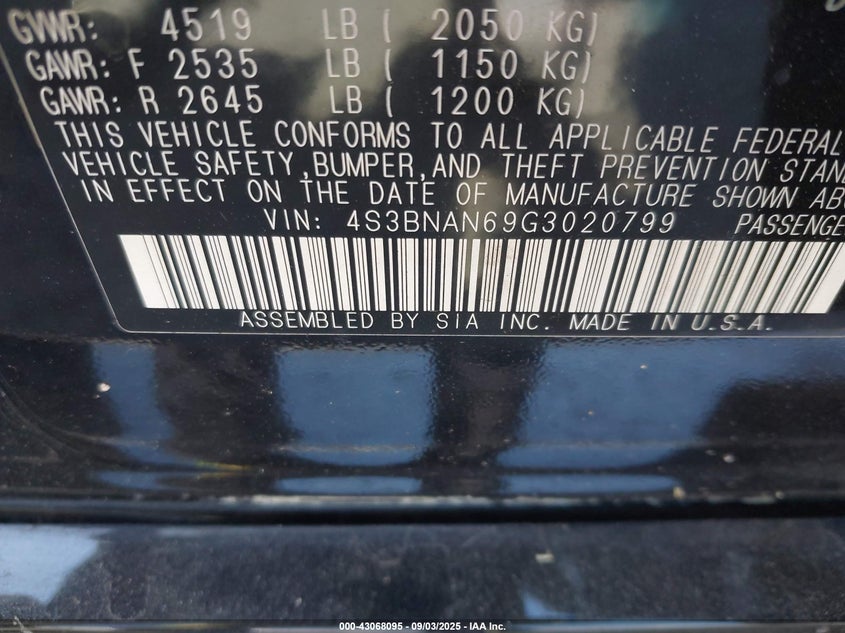 GVWR: 4519 LB ( 2050 KG)
GAWR: F 2535 LB ( 1150 KG)
GAWR: R 2645 LB ( 1200 KG)
THIS VEHICLE CONFORMS TO ALL APPLICABLE FEDERAL
VEHICLE SAFETY, BUMPER, AND THEFT PREVENTION STAN
IN EFFECT ON THE DATE OF MANUFACTURE SHOWN ABO
VIN: 4S3BNAN69G3020799 PASSENGE
ASSEMBLED BY SIA INC. MADE IN U.S.A.
000-43068095 - 09/03/2025 - IAA Inc.